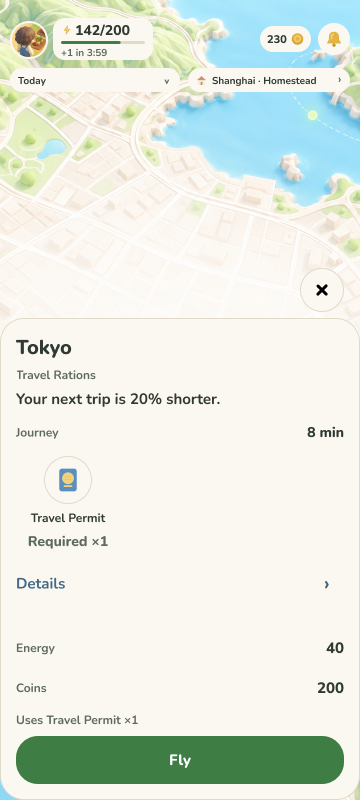 142/200
+1 in 3:59
230
Today
Shanghai · Homestead
Tokyo
Travel Rations
Your next trip is 20% shorter.
Journey
8 min
Travel Permit
Required ×1
Details
Energy
40
Coins
200
Uses Travel Permit ×1
Fly